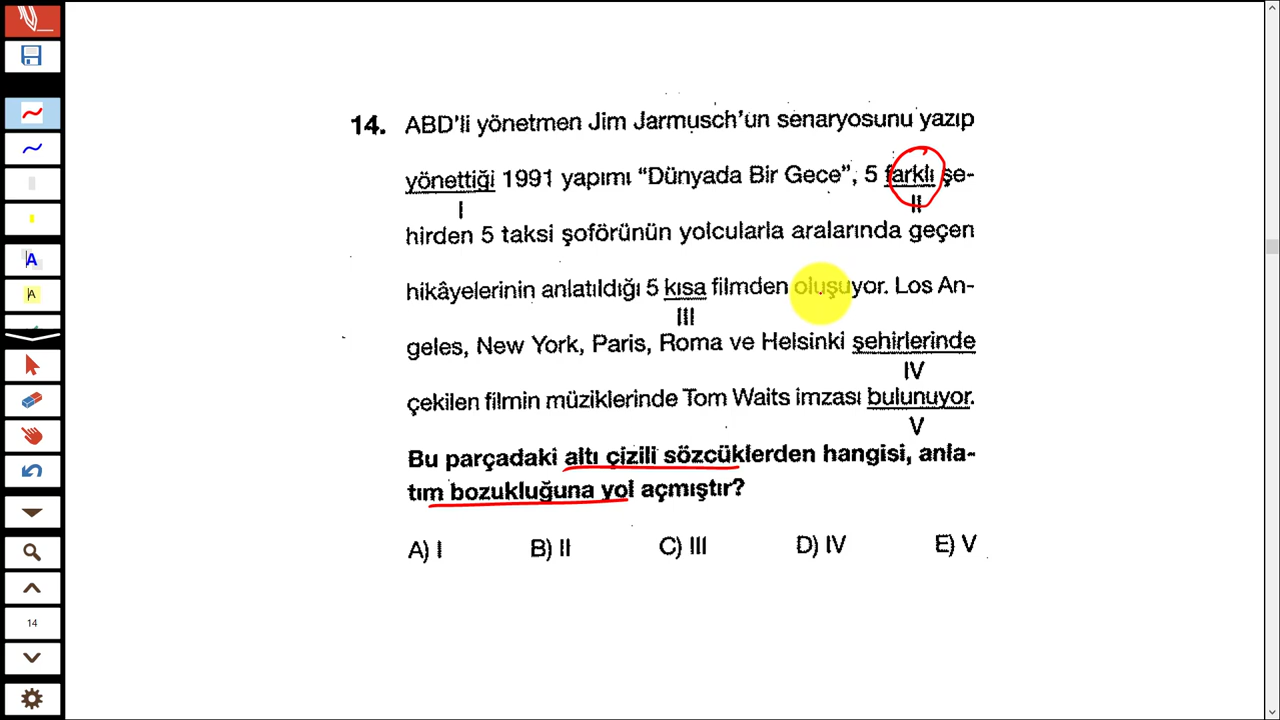 14. ABD'li yönetmen Jim Jarmusch'un senaryosunu yazıp
yönettiği 1991 yapımı “Dünyada Bir Gece”, 5 farklı şe-
I II
hirden 5 taksi şoförünün yolcularla aralarında geçen
hikâyelerinin anlatıldığı 5 kısa filmden oluşuyor. Los An-
III
geles, New York, Paris, Roma ve Helsinki şehirlerinde
IV
çekilen filmin müziklerinde Tom Waits imzası bulunuyor.
V
Bu parçadaki altı çizili sözcüklerden hangisi, anla-
tım bozukluğuna yol açmıştır?
A) I B) II C) III D) IV E) V
A
A
14